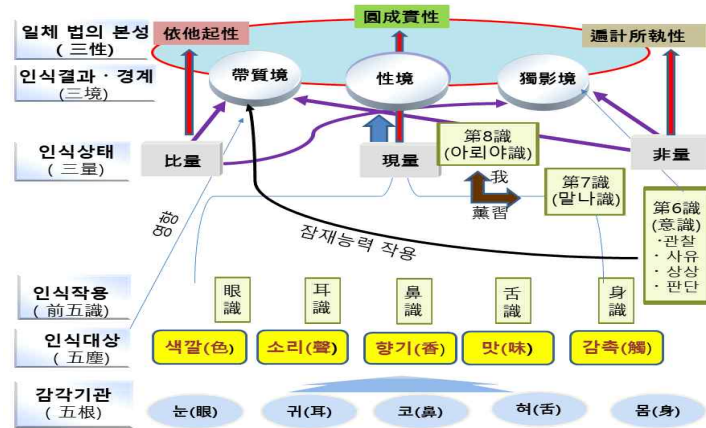 일체 법의 본성
( 三性)
依他起性
圓成實性
遍計所執性
인식결과 · 경계
(三境)
帶質境
性境
獨影境
인식상태
( 三量)
比量
現量
第8識
(아뢰야識)
非量
我
薰習
第7識
(말나識)
第6識
(意識)
·관찰
· 사유
· 상상
· 판단
영향
잠재능력 작용
인식작용
( 前五識)
眼
識
耳
識
鼻
識
舌
識
身
識
인식대상
( 五塵)
색깔(色)
소리(聲)
향기(香)
맛(味)
감촉(觸)
감각기관
( 五根)
눈(眼)
귀(耳)
코(鼻)
혀(舌)
몸(身)